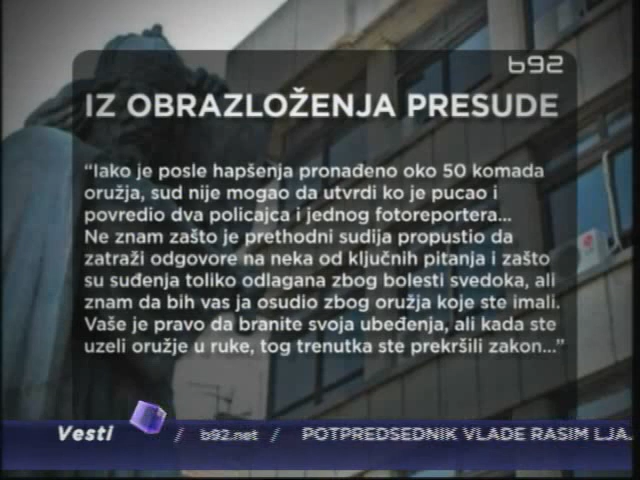 b92
IZ OBRAZLOŽENJA PRESUDE
“Iako je posle hapšenja pronađeno oko 50 komada
oružja, sud nije mogao da utvrdi ko je pucao i
povredio dva policajca i jednog fotoreportera...
Ne znam zašto je prethodni sudija propustio da
zatraži odgovore na neka od ključnih pitanja i zašto
su suđenja toliko odlagana zbog bolesti svedoka, ali
znam da bih vas ja osudio zbog oružja koje ste imali.
Vaše je pravo da branite svoja ubeđenja, ali kada ste
uzeli oružje u ruke, tog trenutka ste prekršili zakon...”
Vesti / b92.net / POTPREDSEDNIK VLADE RASIM LJA